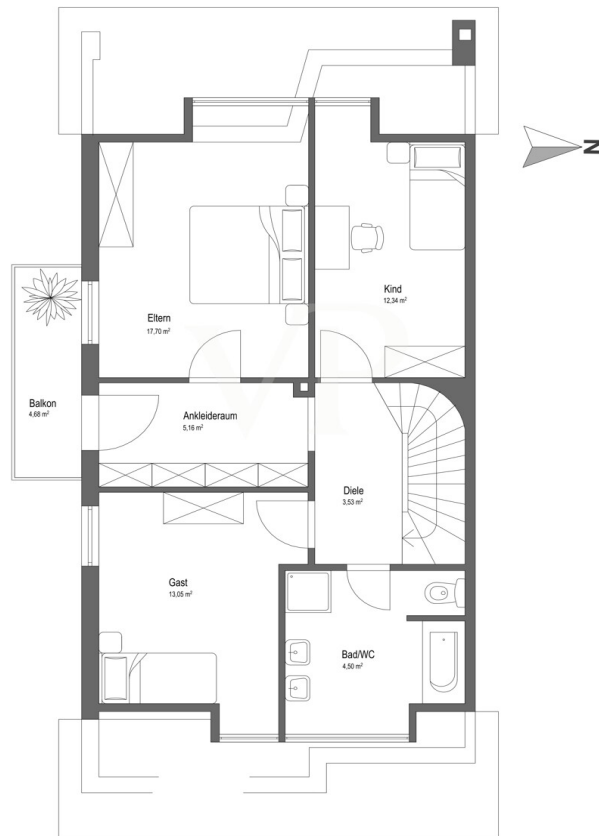 N
Kind
12,34 m²
Eltern
17,70 m²
VP
Balkon
4,68 m²
Ankleideraum
5,16 m²
Diele
3,53 m²
Gast
13,05 m²
Bad/WC
4,50 m²